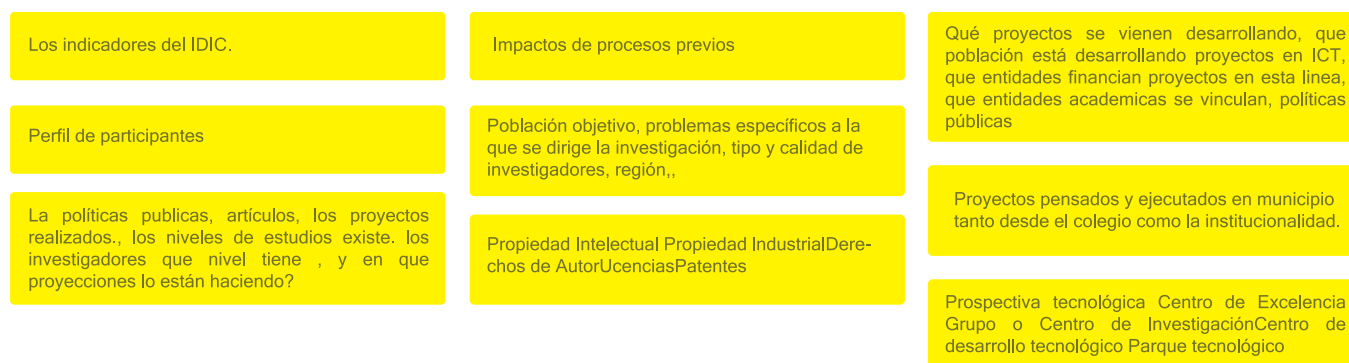 Los indicadores del IDIC.
Perfil de participantes
La políticas publicas, artículos, los proyectos
realizados., los niveles de estudios existe. los
investigadores que nivel tiene , y en que
proyecciones lo están haciendo?
Impactos de procesos previos
Población objetivo, problemas específicos a la
que se dirige la investigación, tipo y calidad de
investigadores, región,,
Propiedad Intelectual Propiedad IndustrialDere-
chos de AutorUcenciasPatentes
Qué proyectos se vienen desarrollando, que
población está desarrollando proyectos en ICT,
que entidades financian proyectos en esta linea,
que entidades academicas se vinculan, políticas
públicas
Proyectos pensados y ejecutados en municipio
tanto desde el colegio como la institucionalidad.
Prospectiva tecnológica Centro de Excelencia
Grupo o Centro de InvestigaciónCentro de
desarrollo tecnológico Parque tecnológico